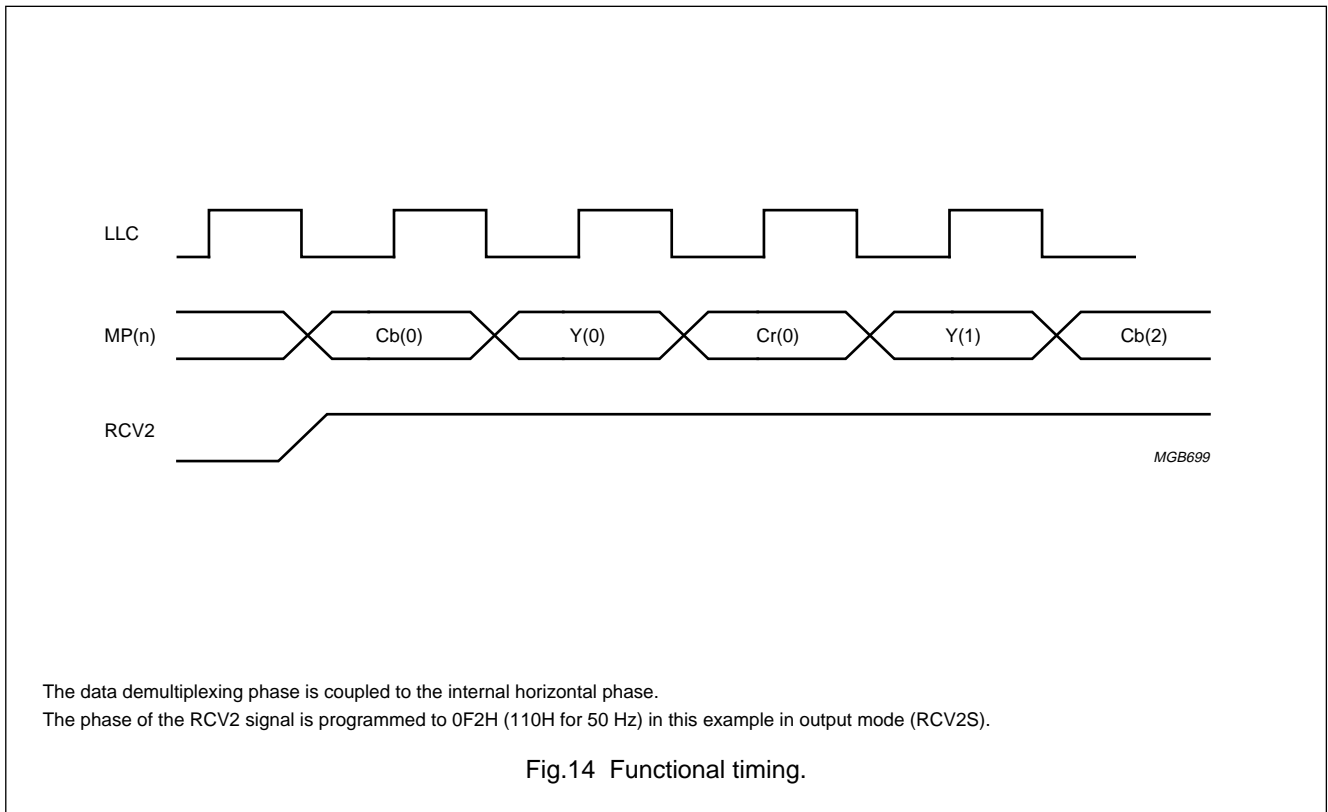 LLC
MP(n)
Cb(0) Y(0) Cr(0) Y(1) Cb(2)
RCV2
MGB699
The data demultiplexing phase is coupled to the internal horizontal phase.
The phase of the RCV2 signal is programmed to 0F2H (110H for 50 Hz) in this example in output mode (RCV2S).
Fig.14 Functional timing.